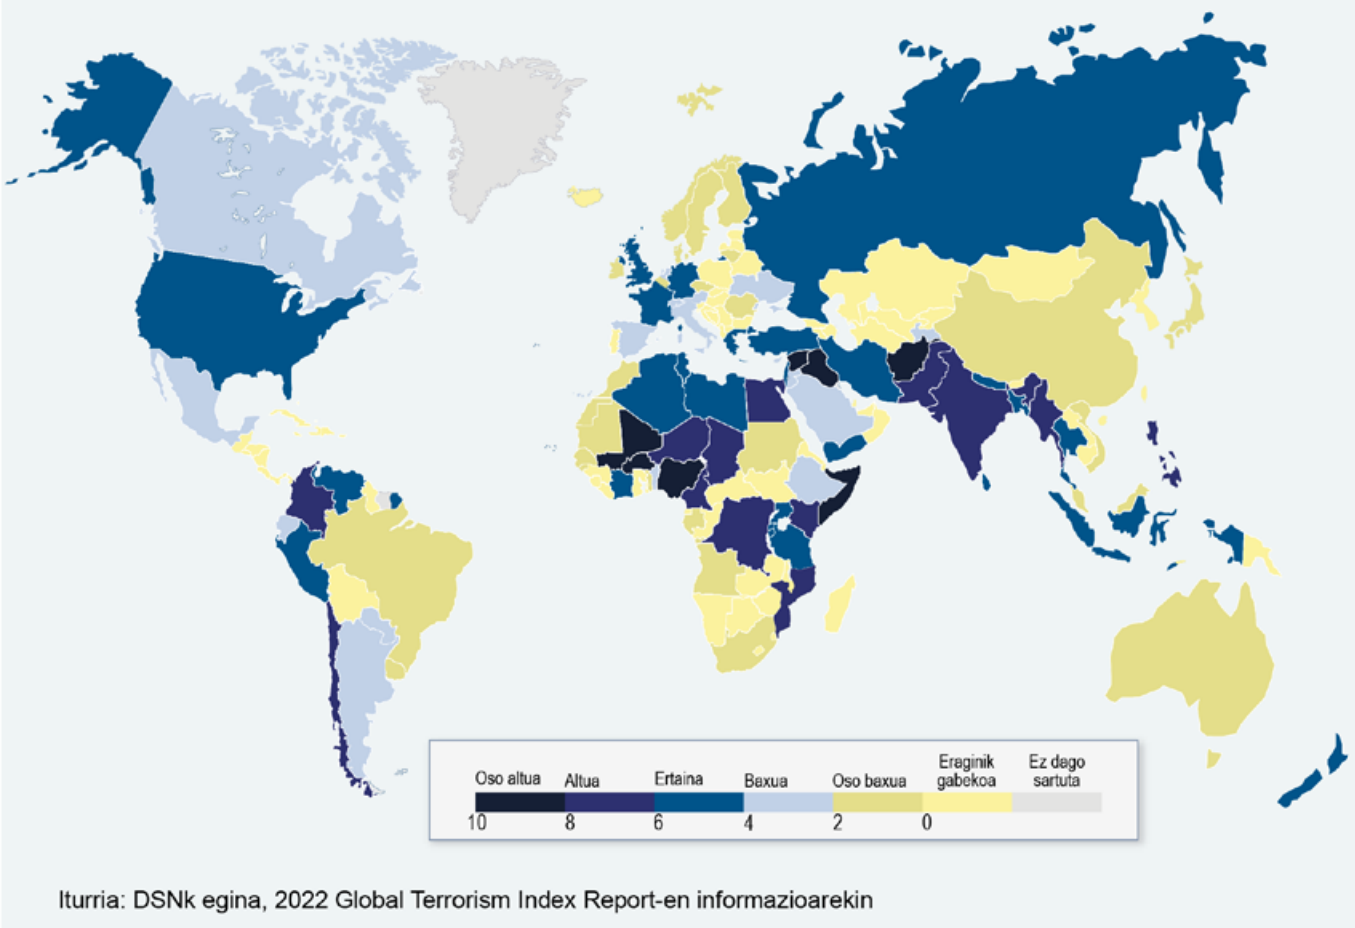 Oso altua
Altua
Ertaina
Baxua
Oso baxua
Eraginik
gabekoa
Ez dago
sartuta
10
8
6
4
2
0
Iturria: DSNk egina, 2022 Global Terrorism Index Report-en informazioarekin